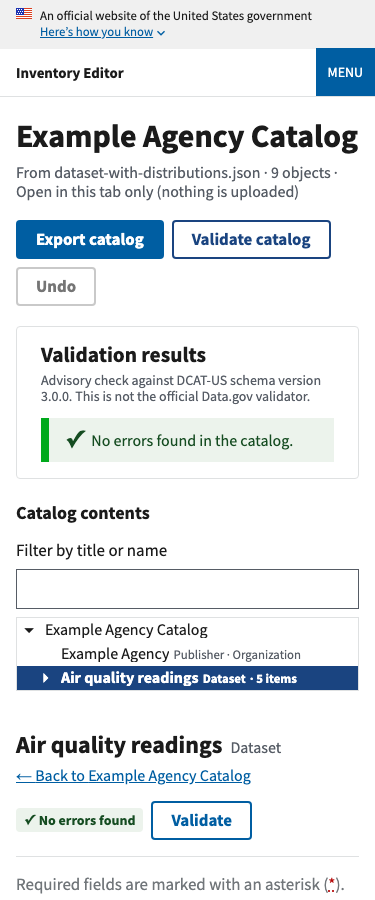 An official website of the United States government
Here's how you know
Inventory Editor
MENU
Example Agency Catalog
From dataset-with-distributions.json · 9 objects ·
Open in this tab only (nothing is uploaded)
Export catalog
Validate catalog
Undo
Validation results
Advisory check against DCAT-US schema version
3.0.0. This is not the official Data.gov validator.
No errors found in the catalog.
Catalog contents
Filter by title or name
Example Agency Catalog
Example Agency Publisher · Organization
Air quality readings Dataset · 5 items
Air quality readings Dataset
← Back to Example Agency Catalog
✓ No errors found
Validate
Required fields are marked with an asterisk (*).